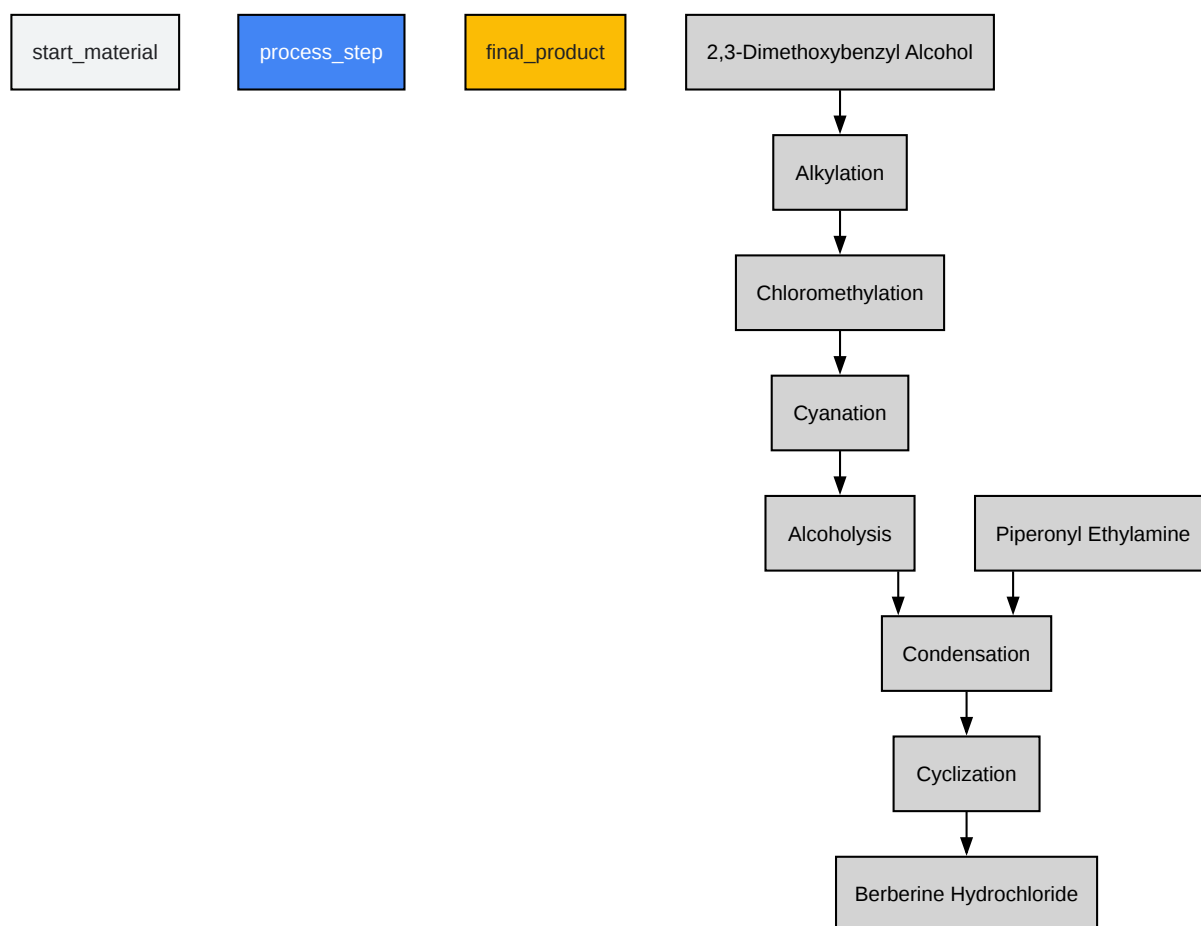 start_material
process_step
final_product
2,3-Dimethoxybenzyl Alcohol
Alkylation
Chloromethylation
Cyanation
Alcoholysis
Piperonyl Ethylamine
Condensation
Cyclization
Berberine Hydrochloride